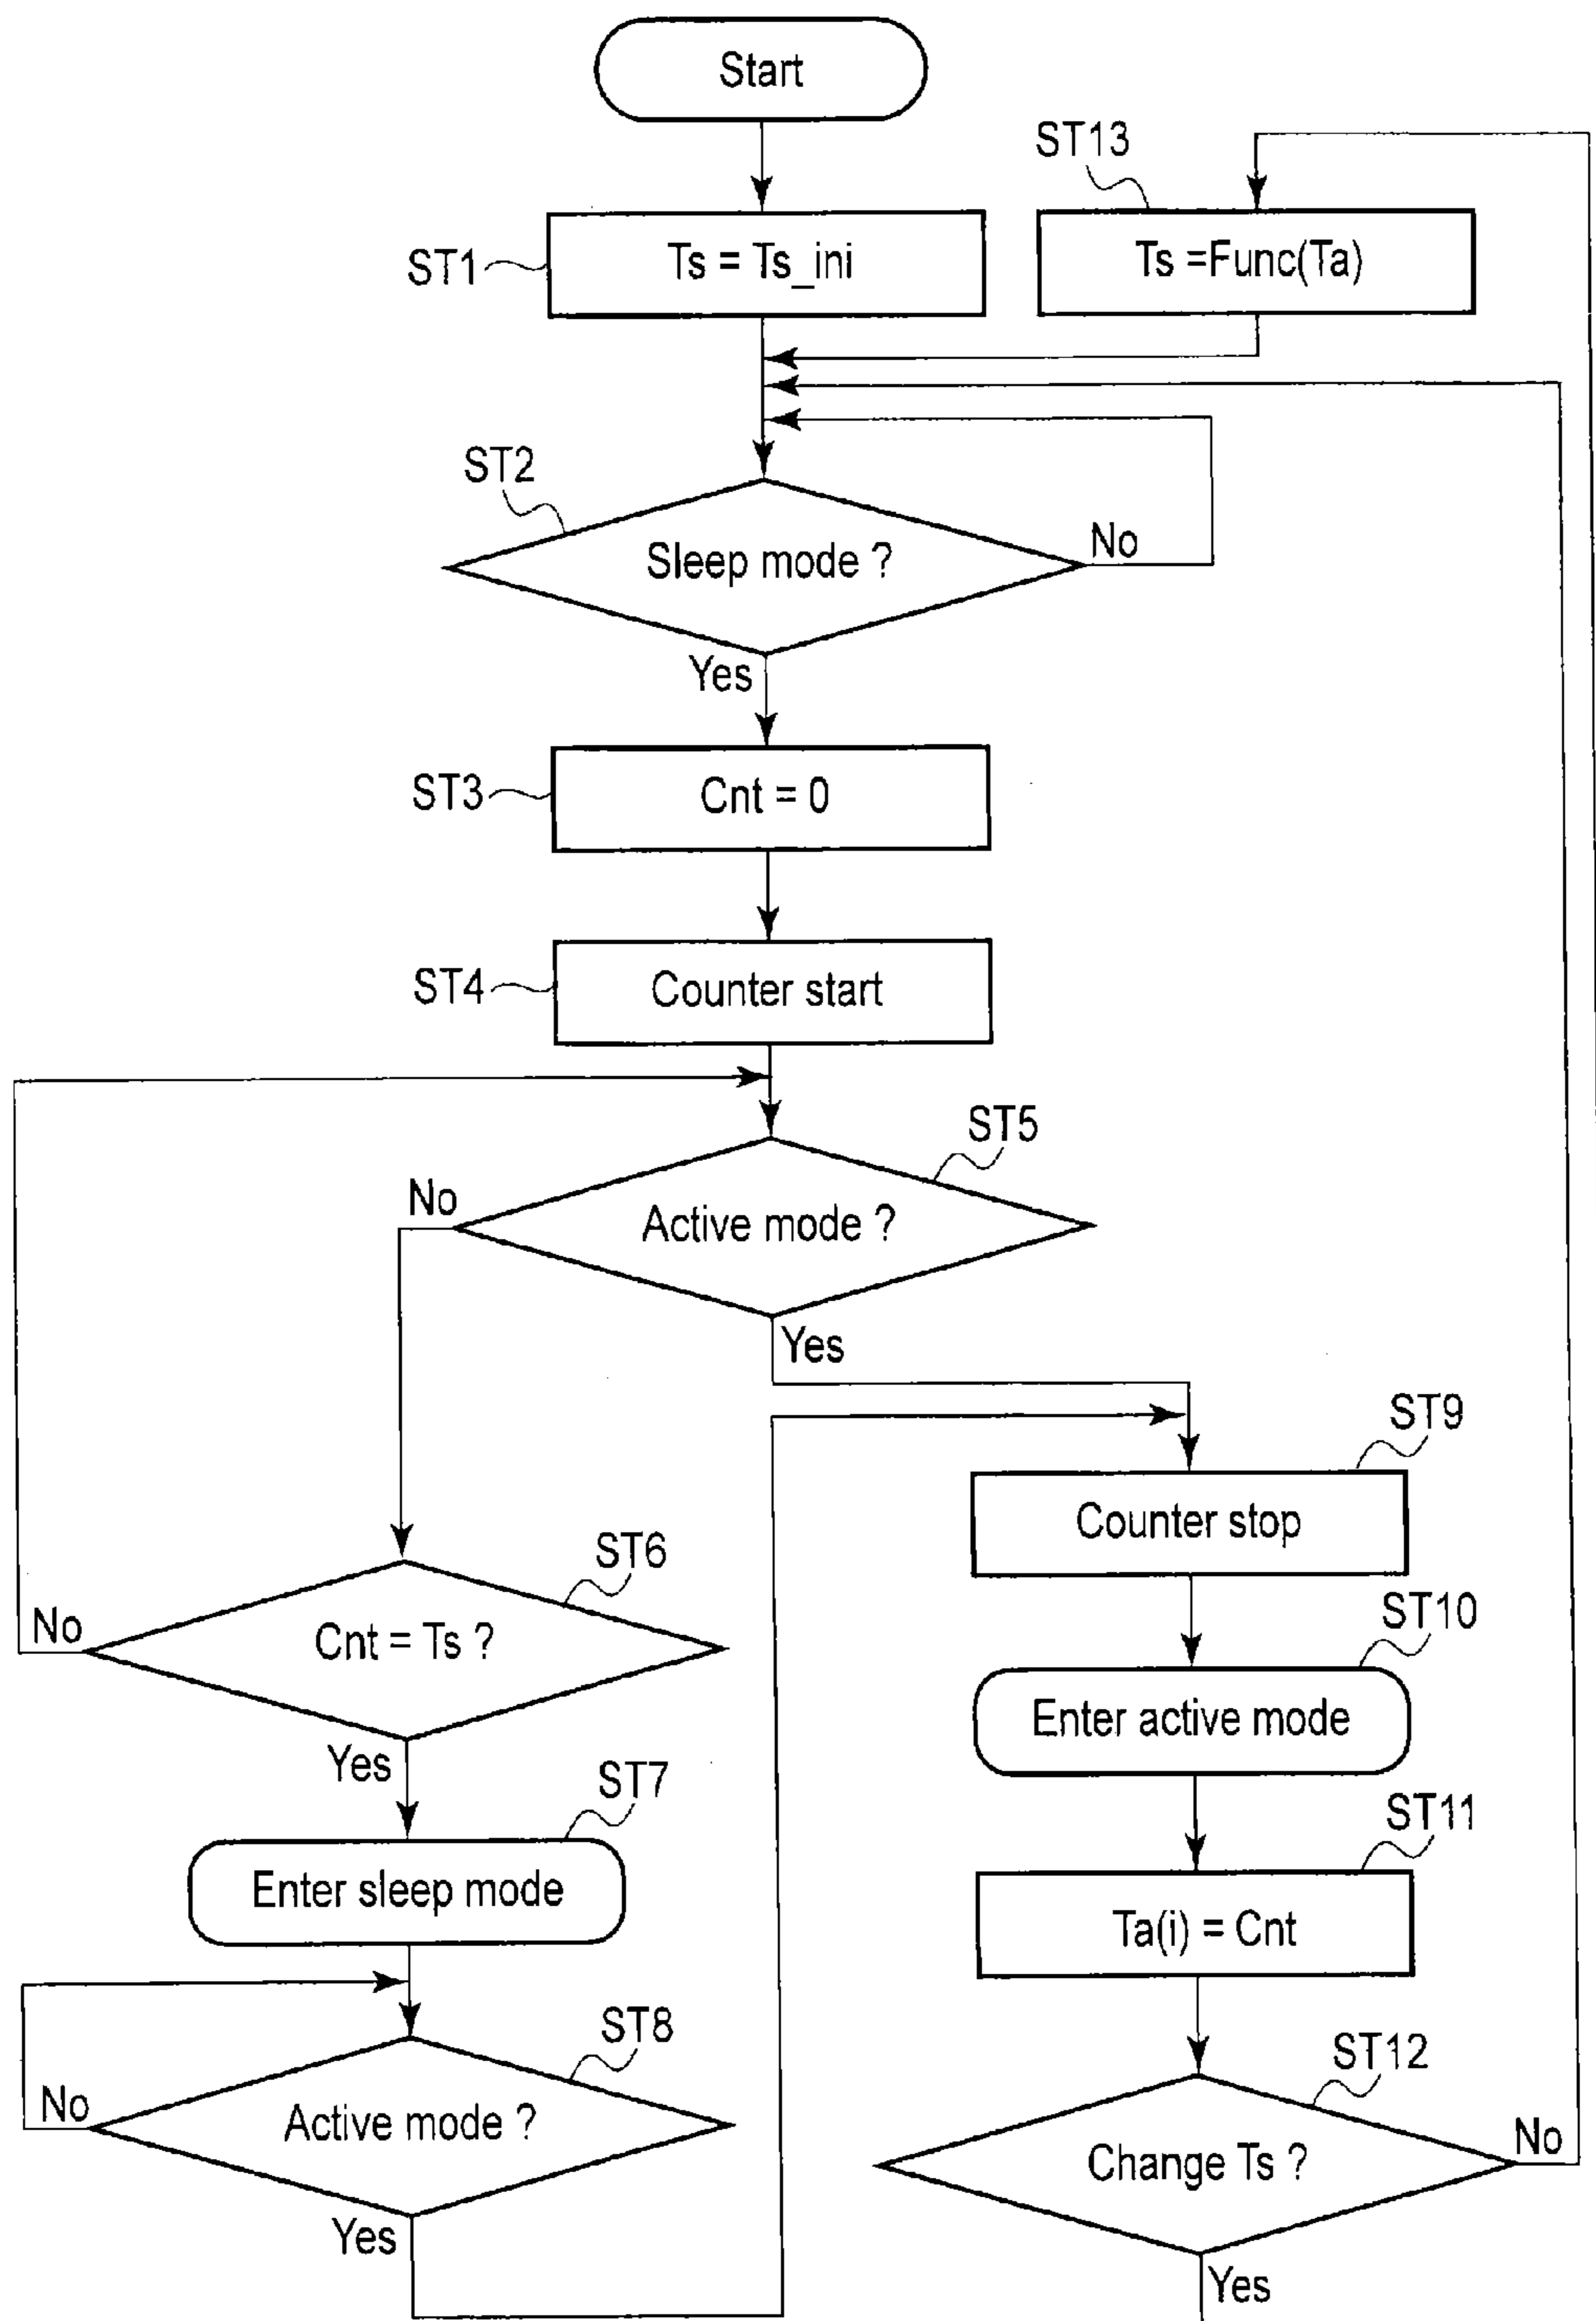 Start
ST13
ST1
Ts = Ts_ini
Ts =Func(Ta)
ST2
Sleep mode ?
No
Yes
ST3
Cnt = 0
ST4
Counter start
ST5
No
Active mode ?
Yes
ST9
Counter stop
ST6
No
Cnt = Ts ?
ST10
Enter active mode
Yes
ST7
Enter sleep mode
ST11
Ta(i) = Cnt
ST8
No
Active mode ?
ST12
Change Ts ?
No
Yes
Yes